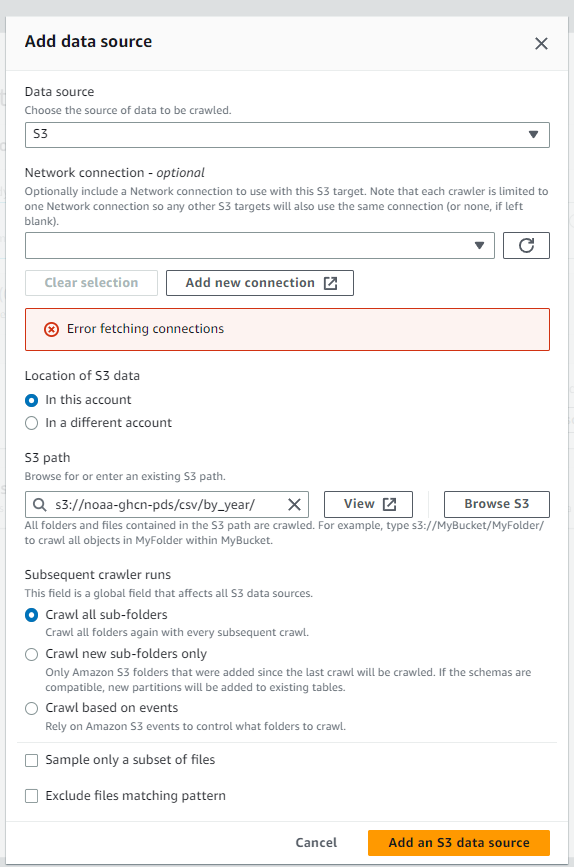 Add data source
Data source
Choose the source of data to be crawled.
S3
Network connection - optional
Optionally include a Network connection to use with this S3 target. Note that each crawler is limited to
one Network connection so any other S3 targets will also use the same connection (or none, if left
blank).
Clear selection
Add new connection
Error fetching connections
Location of S3 data
In this account
In a different account
S3 path
Browse for or enter an existing S3 path.
s3://noaa-ghcn-pds/csv/by_year/
View
Browse S3
All folders and files contained in the S3 path are crawled. For example, type s3://MyBucket/MyFolder/
to crawl all objects in MyFolder within MyBucket.
Subsequent crawler runs
This field is a global field that affects all S3 data sources.
Crawl all sub-folders
Crawl all folders again with every subsequent crawl.
Crawl new sub-folders only
Only Amazon S3 folders that were added since the last crawl will be crawled. If the schemas are
compatible, new partitions will be added to existing tables.
Crawl based on events
Rely on Amazon S3 events to control what folders to crawl.
Sample only a subset of files
Exclude files matching pattern
Cancel
Add an S3 data source